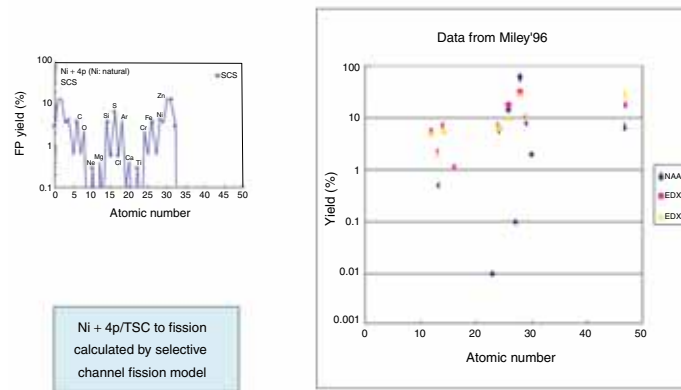 Ni + 4p (Ni: natural)
SCS
SCS
FP yield (%)
100
10
1
0.1
C
O
Ne
Mg
Si
S
Cl
Ar
Ca
Ti
Cr
Fe
Ni
Zn
0 5 10 15 20 25 30 35 40 45 50
Atomic number
Ni + 4p/TSC to fission
calculated by selective
channel fission model
Data from Miley'96
Yield (%)
100
10
1
0.1
0.01
0.001
0 10 20 30 40 50
Atomic number
NAA
EDX
EDX